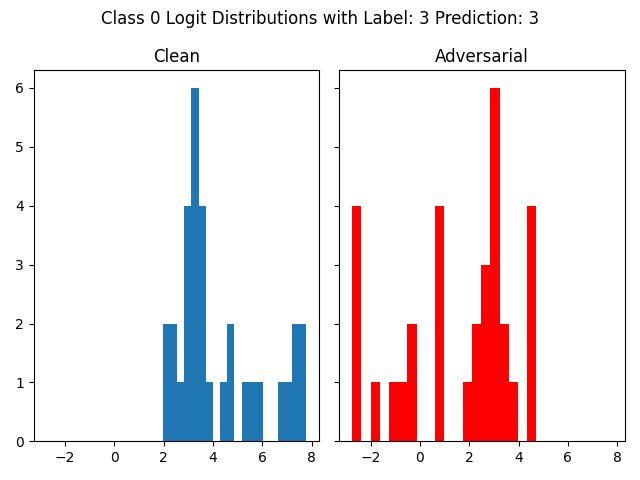 Class 0 Logit Distributions with Label: 3 Prediction: 3
Clean
Adversarial
6
5
4
3
2
1
0
−2 0 2 4 6 8
−2 0 2 4 6 8